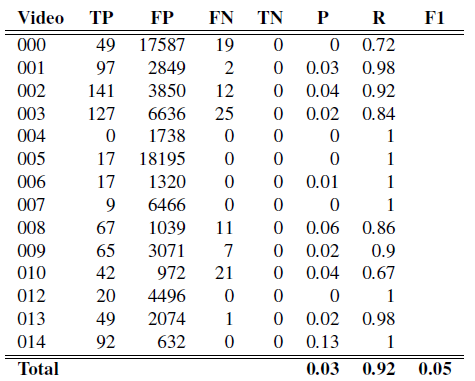 Video TP FP FN TN P R F1
000 49 17587 19 0 0 0.72
001 97 2849 2 0 0.03 0.98
002 141 3850 12 0 0.04 0.92
003 127 6636 25 0 0.02 0.84
004 0 1738 0 0 0 1
005 17 18195 0 0 0 1
006 17 1320 0 0 0.01 1
007 9 6466 0 0 0 1
008 67 1039 11 0 0.06 0.86
009 65 3071 7 0 0.02 0.9
010 42 972 21 0 0.04 0.67
012 20 4496 0 0 0 1
013 49 2074 1 0 0.02 0.98
014 92 632 0 0 0.13 1
Total 0.03 0.92 0.05